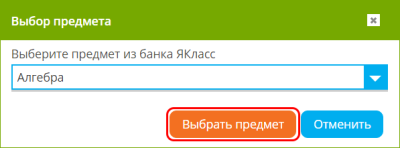 Выбор предмета
Выберите предмет из банка ЯКласс
Алгебра
Выбрать предмет Отменить